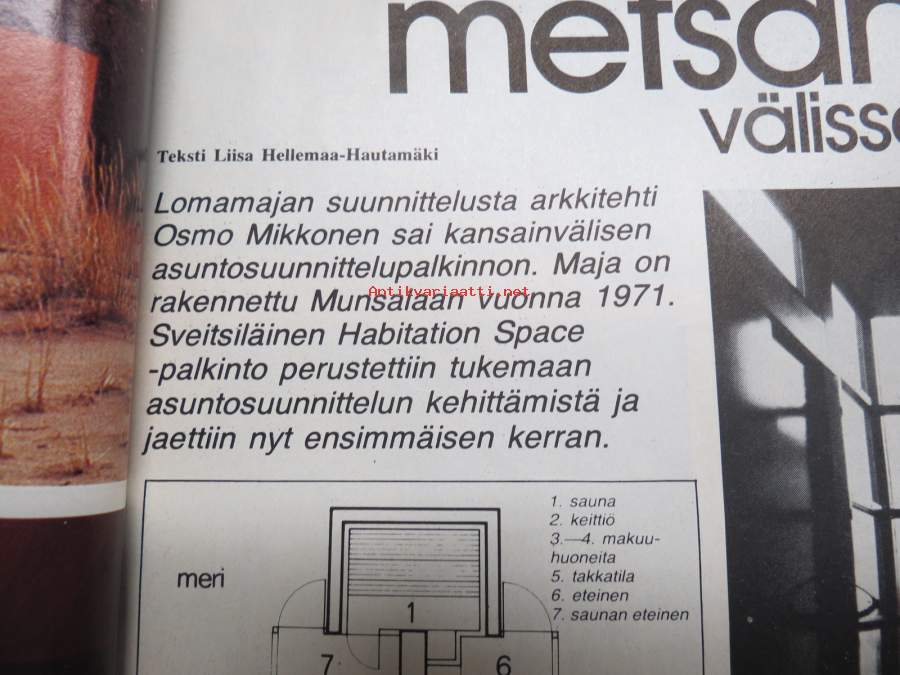 metsän
välissä
Teksti Liisa Hellemaa-Hautamäki
Lomamajan suunnittelusta arkkitehti
Osmo Mikkonen sai kansainvälisen
asuntosuunnittelupalkinnon. Maja on
rakennettu Munsalaan vuonna 1971.
Antikvariaatti.net
Sveitsiläinen Habitation Space
-palkinto perustettiin tukemaan
asuntosuunnittelun kehittämistä ja
jaettiin nyt ensimmäisen kerran.
1. sauna
2. keittiö
3.—4. makuu-
huoneita
5. takkatila
6. eteinen
7. saunan eteinen
meri
1
7
6